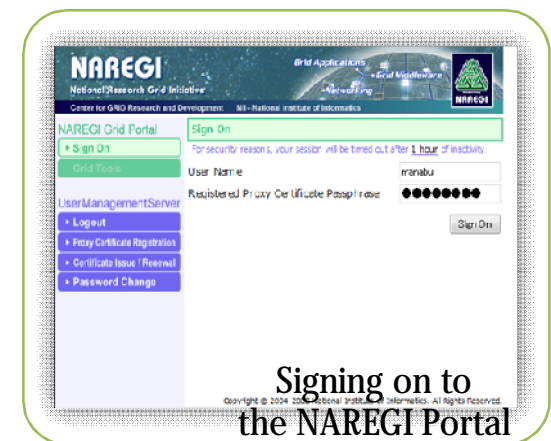 NAREGI
National Research Grid Initiative
Grid Applications
Grid Middleware
Networking
NAREGI
Center for GRID Research and Development NII - National Institute of Informatics
NAREGI Grid Portal
Sign On
Grid Tools
UserManagementServer
Logout
Proxy Certificate Registration
Certificate Issue / Renewal
Password Change
Sign On
For security reasons, your session will be timed out after 1 hour of inactivity.
User Name
manabu
Registered Proxy Certificate Passphrase
●●●●●●●●
Sign On
Copyright © 2004 National Institute of Informatics. All Rights Reserved.
Signing on to
the NAREGI Portal